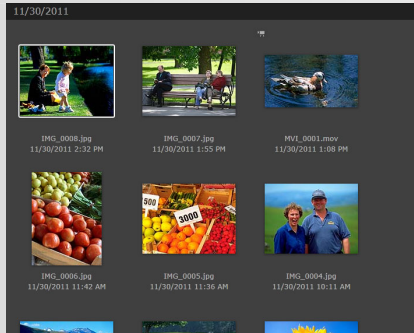 11/30/2011
IMG_0008.jpg
11/30/2011 2:32 PM
IMG_0007.jpg
11/30/2011 1:55 PM
MVI_0001.mov
11/30/2011 1:08 PM
500
3000
IMG_0006.jpg
11/30/2011 11:42 AM
IMG_0005.jpg
11/30/2011 11:36 AM
IMG_0004.jpg
11/30/2011 10:11 AM